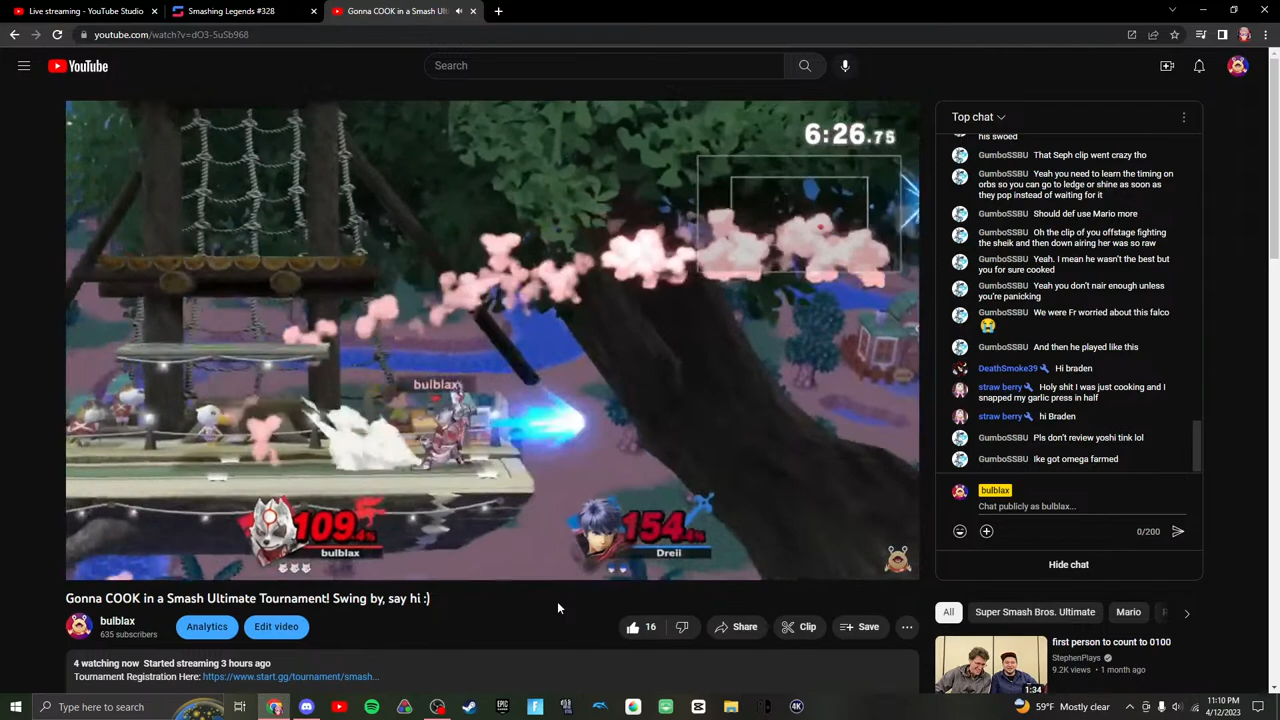 Live streaming - YouTube Studio
Smashing Legends #328
Gonna COOK in a Smash Ult
youtube.com/watch?v=dO3-5uSb968
YouTube
Search
6:26.75
bulblax
109.4%
bulblax
154.4%
Dreii
Top chat
his swoed
GumboSSBU That Seph clip went crazy tho
GumboSSBU Yeah you need to learn the timing on
orbs so you can go to ledge or shine as soon as
they pop instead of waiting for it
GumboSSBU Should def use Mario more
GumboSSBU Oh the clip of you offstage fighting
the sheik and then down airing her was so raw
GumboSSBU Yeah. I mean he wasn't the best but
you for sure cooked
GumboSSBU Yeah you don't nair enough unless
you're panicking
GumboSSBU We were Fr worried about this falco
😭
GumboSSBU And then he played like this
DeathSmoke39 Hi braden
straw berry Holy shit I was just cooking and I
snapped my garlic press in half
straw berry hi Braden
GumboSSBU Pls don't review yoshi tink lol
GumboSSBU Ike got omega farmed
bulblax
Chat publicly as bulblax...
0/200
Hide chat
Gonna COOK in a Smash Ultimate Tournament! Swing by, say hi :)
bulblax
635 subscribers
Analytics
Edit video
16
Share
Clip
Save
4 watching now Started streaming 3 hours ago
Tournament Registration Here: https://www.start.gg/tournament/smash...
All
Super Smash Bros. Ultimate
Mario
first person to count to 0100
StephenPlays
9.2K views • 1 month ago
1:34
Type here to search
EPIC GAMES
59°F Mostly clear
11:10 PM
4/12/2023